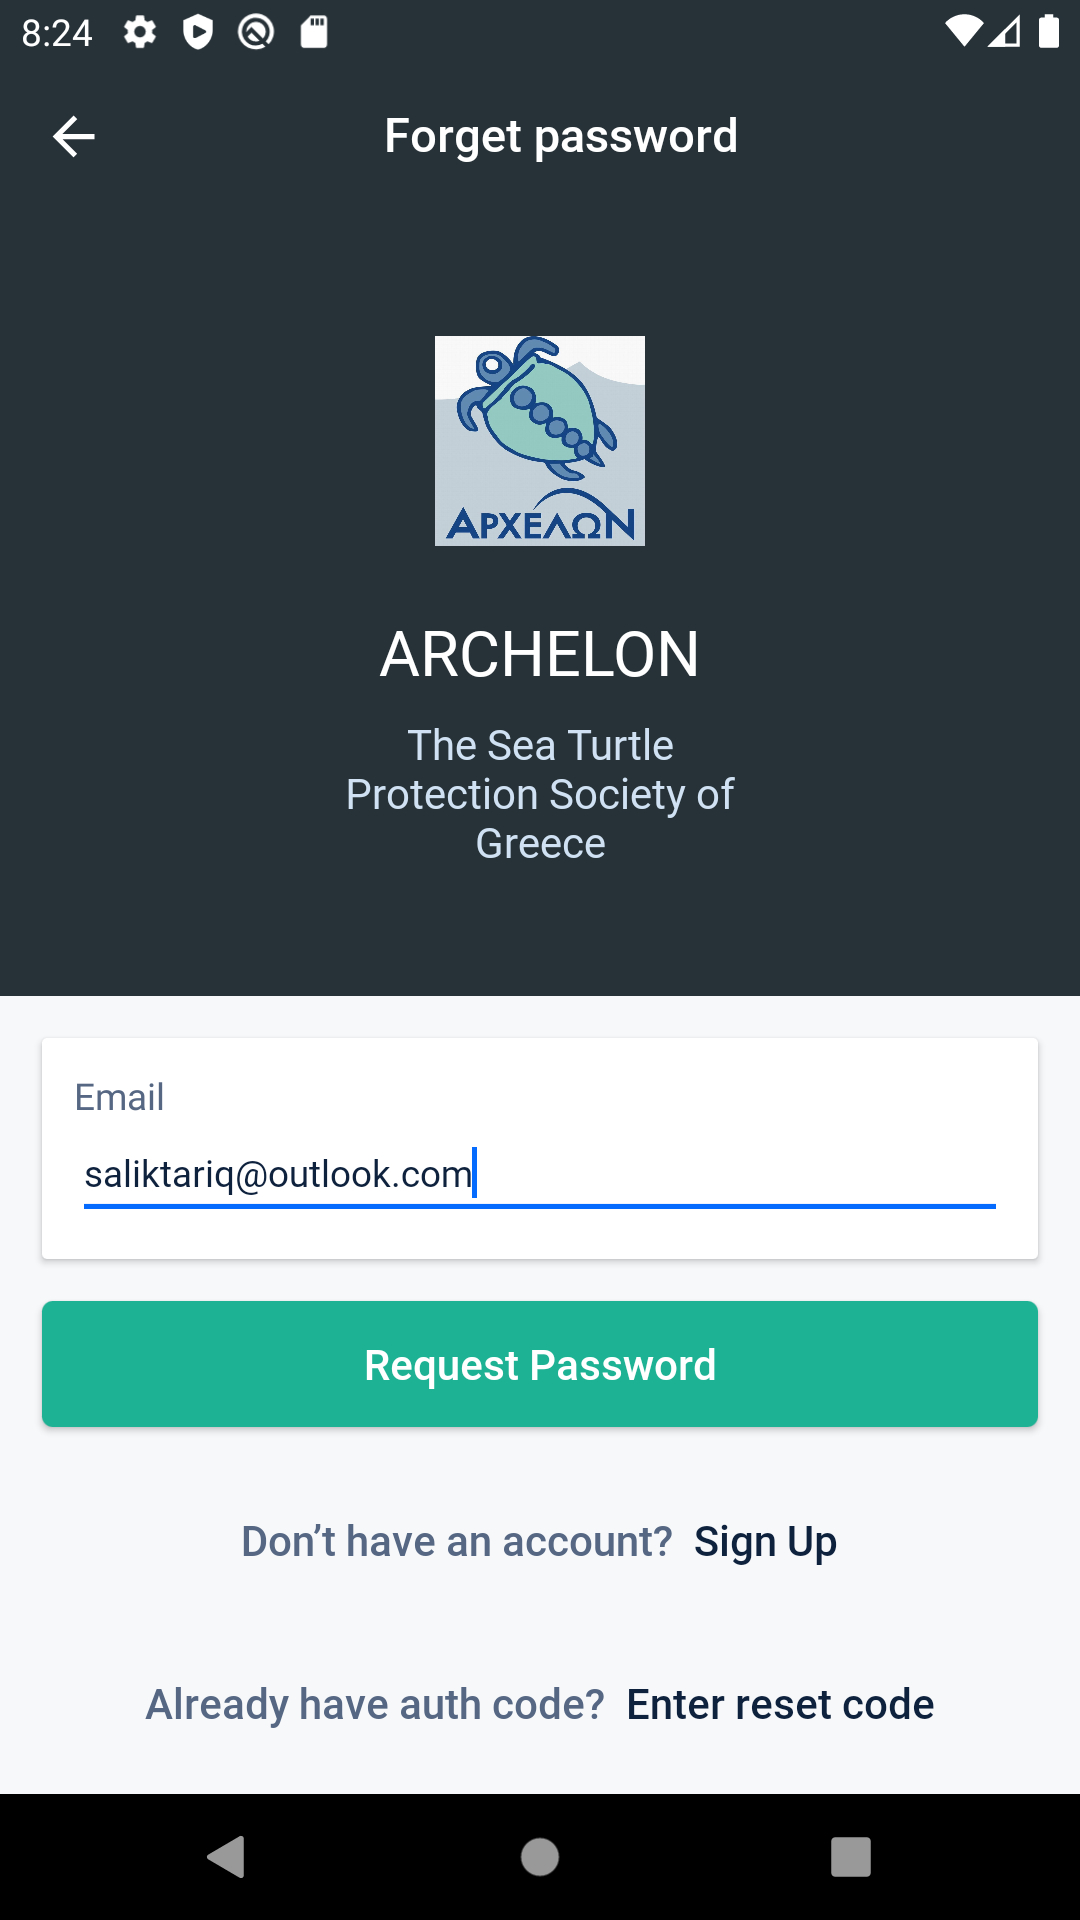 8:24
Forget password
ΑΡΧΕΛΩΝ
ARCHELON
The Sea Turtle
Protection Society of
Greece
Email
saliktariq@outlook.com
Request Password
Don’t have an account? Sign Up
Already have auth code? Enter reset code